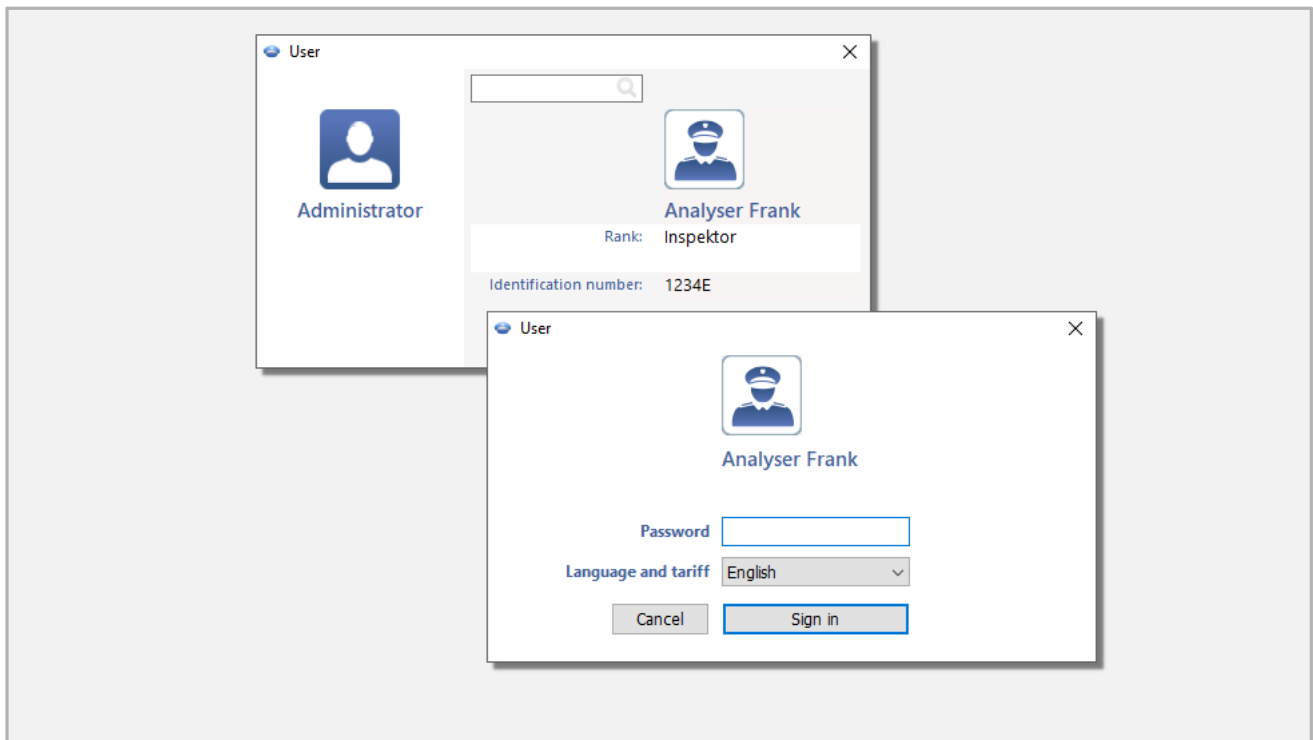 User
Administrator
Analyser Frank
Rank: Inspektor
Identification number: 1234E
User
Analyser Frank
Password
Language and tariff English
Cancel Sign in